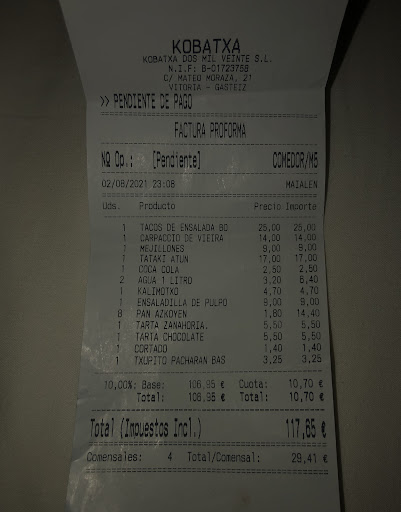 KOBATXA
KOBATXA DOS MIL VEINTE S.L.
N.I.F: B-01723758
C/ MATEO MORAZA, 21
VITORIA - GASTEIZ
>> PENDIENTE DE PAGO
FACTURA PROFORMA
NQ Op.: [Pendiente] COMEDOR/M5
02/08/2021 23:08 MAIALEN
Uds. Producto Precio Importe
1 TACOS DE ENSALADA BO 25,00 25,00
1 CARPACCIO DE VIEIRA 14,00 14,00
1 MEJILLONES 9,00 9,00
1 TATAKI ATUN 17,00 17,00
1 COCA COLA 2,50 2,50
2 AGUA 1 LITRO 3,20 6,40
1 KALIMOTXO 4,70 4,70
1 ENSALADILLA DE PULPO 9,00 9,00
8 PAN AZKOYEN 1,80 14,40
1 TARTA ZANAHORIA. 5,50 5,50
1 TARTA CHOCOLATE 5,50 5,50
1 CORTADO 1,40 1,40
1 TXUPITO PACHARAN BAS 3,25 3,25
10,00%: Base: 106,95 Cuota: 10,70 €
Total: 106,95 Total: 10,70 €
Total (Impuestos Incl.) 117,65 €
Comensales: 4 Total/Comensal: 29,41 €